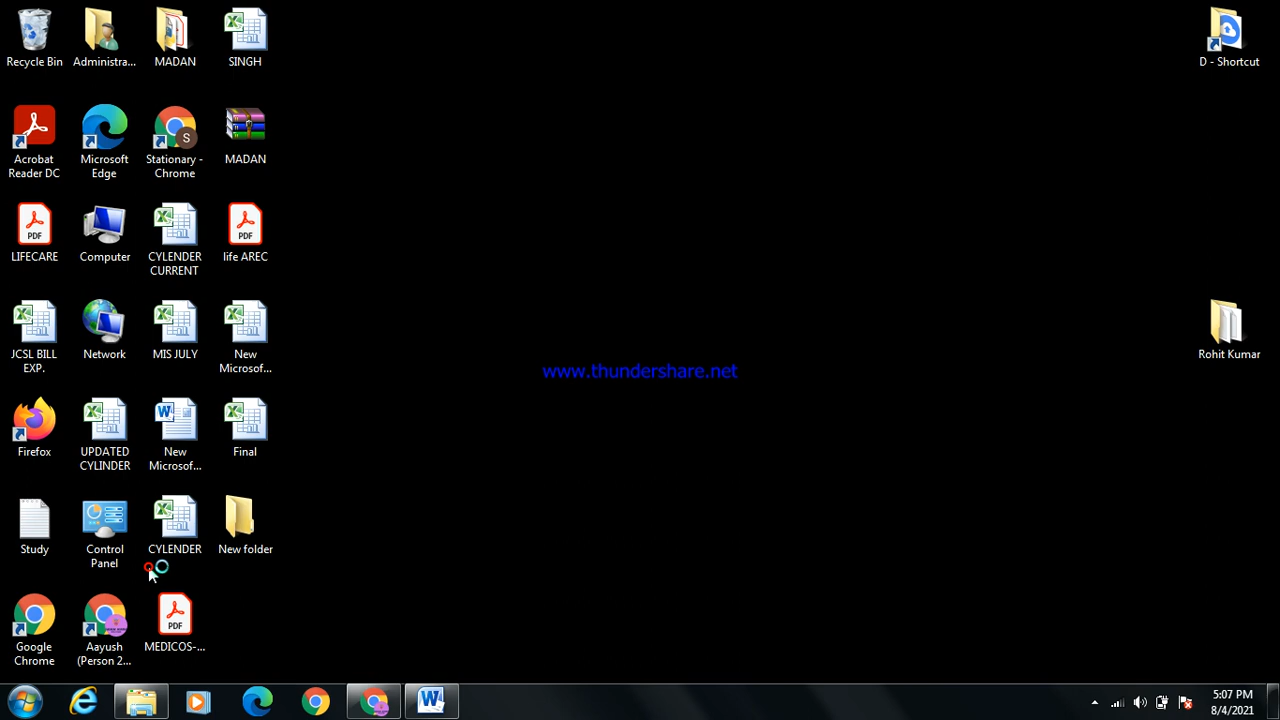 Recycle Bin
Administra...
MADAN
SINGH
D - Shortcut
Acrobat
Reader DC
Microsoft
Edge
S
Stationary -
Chrome
MADAN
PDF
LIFECARE
Computer
CYLENDER
CURRENT
PDF
life AREC
JCSL BILL
EXP.
Network
MIS JULY
New
Microsof...
Rohit Kumar
www.thundershare.net
Firefox
UPDATED
CYLINDER
New
Microsof...
Final
Study
Control
Panel
CYLENDER
New folder
Google
Chrome
Aayush
(Person 2...
PDF
MEDICOS-...
5:07 PM
8/4/2021